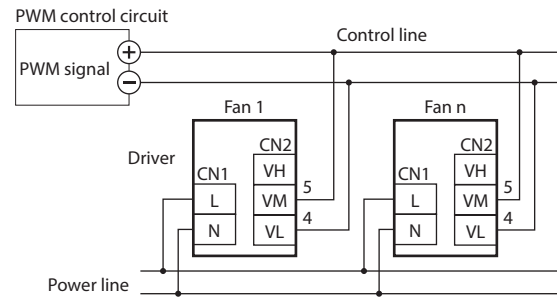 PWM control circuit
PWM signal
+
−
Control line
Fan 1
Fan n
Driver
CN1
L
N
CN2
VH
VM
VL
5
4
CN1
L
N
CN2
VH
VM
VL
5
4
Power line